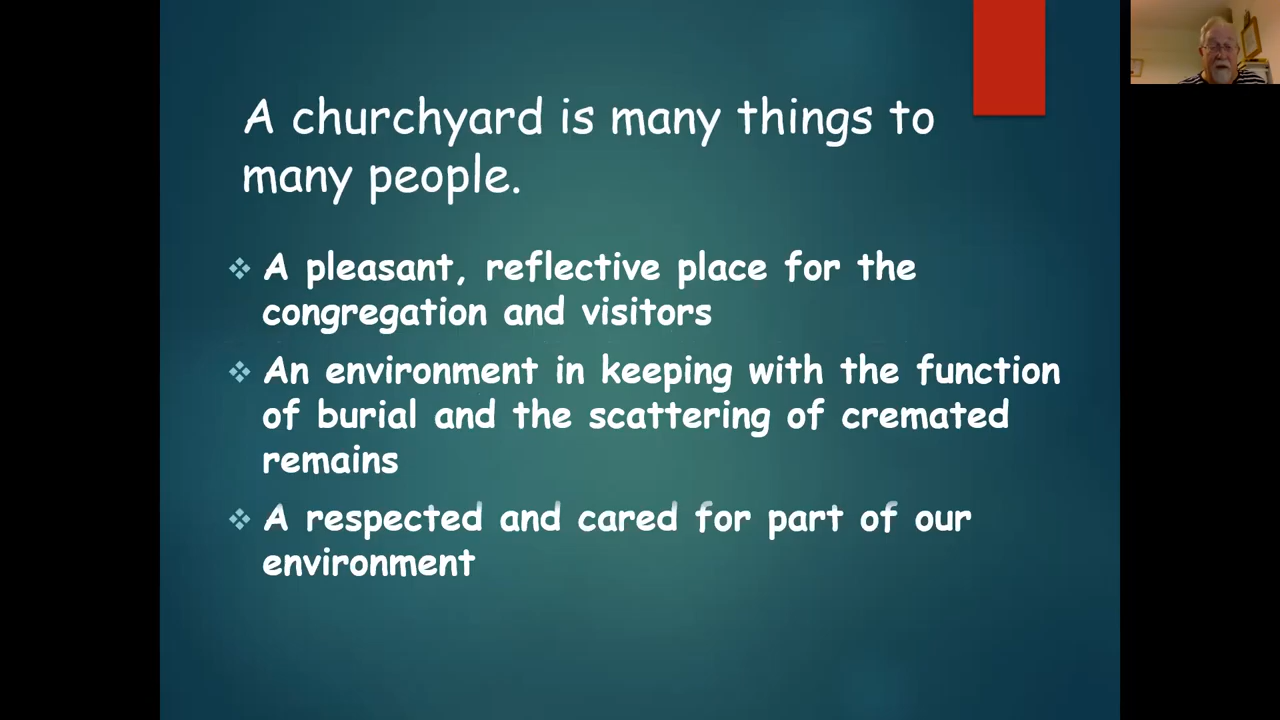 A churchyard is many things to
many people.
A pleasant, reflective place for the
congregation and visitors
An environment in keeping with the function
of burial and the scattering of cremated
remains
A respected and cared for part of our
environment